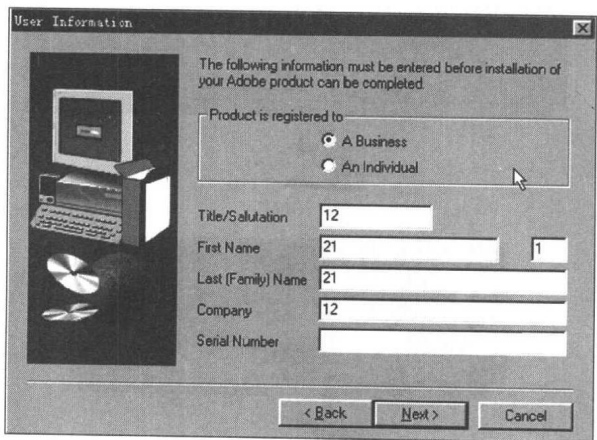 User Information
The following information must be entered before installation of
your Adobe product can be completed.
Product is registered to
A Business
An Individual
Title/Salutation 12
First Name 21 1
Last (Family) Name 21
Company 12
Serial Number
< Back Next > Cancel